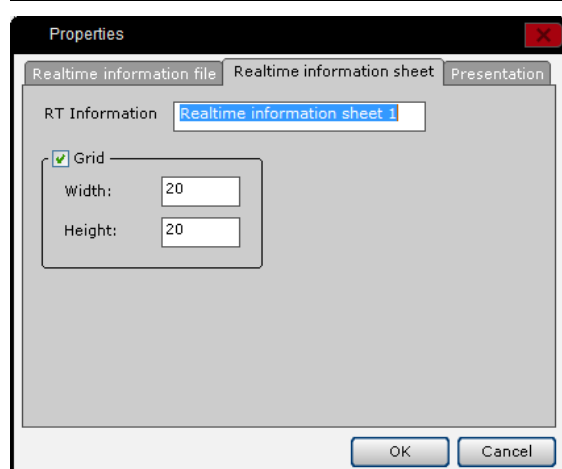 Properties
Realtime information file Realtime information sheet Presentation
RT Information Realtime information sheet 1
Grid
Width: 20
Height: 20
OK Cancel